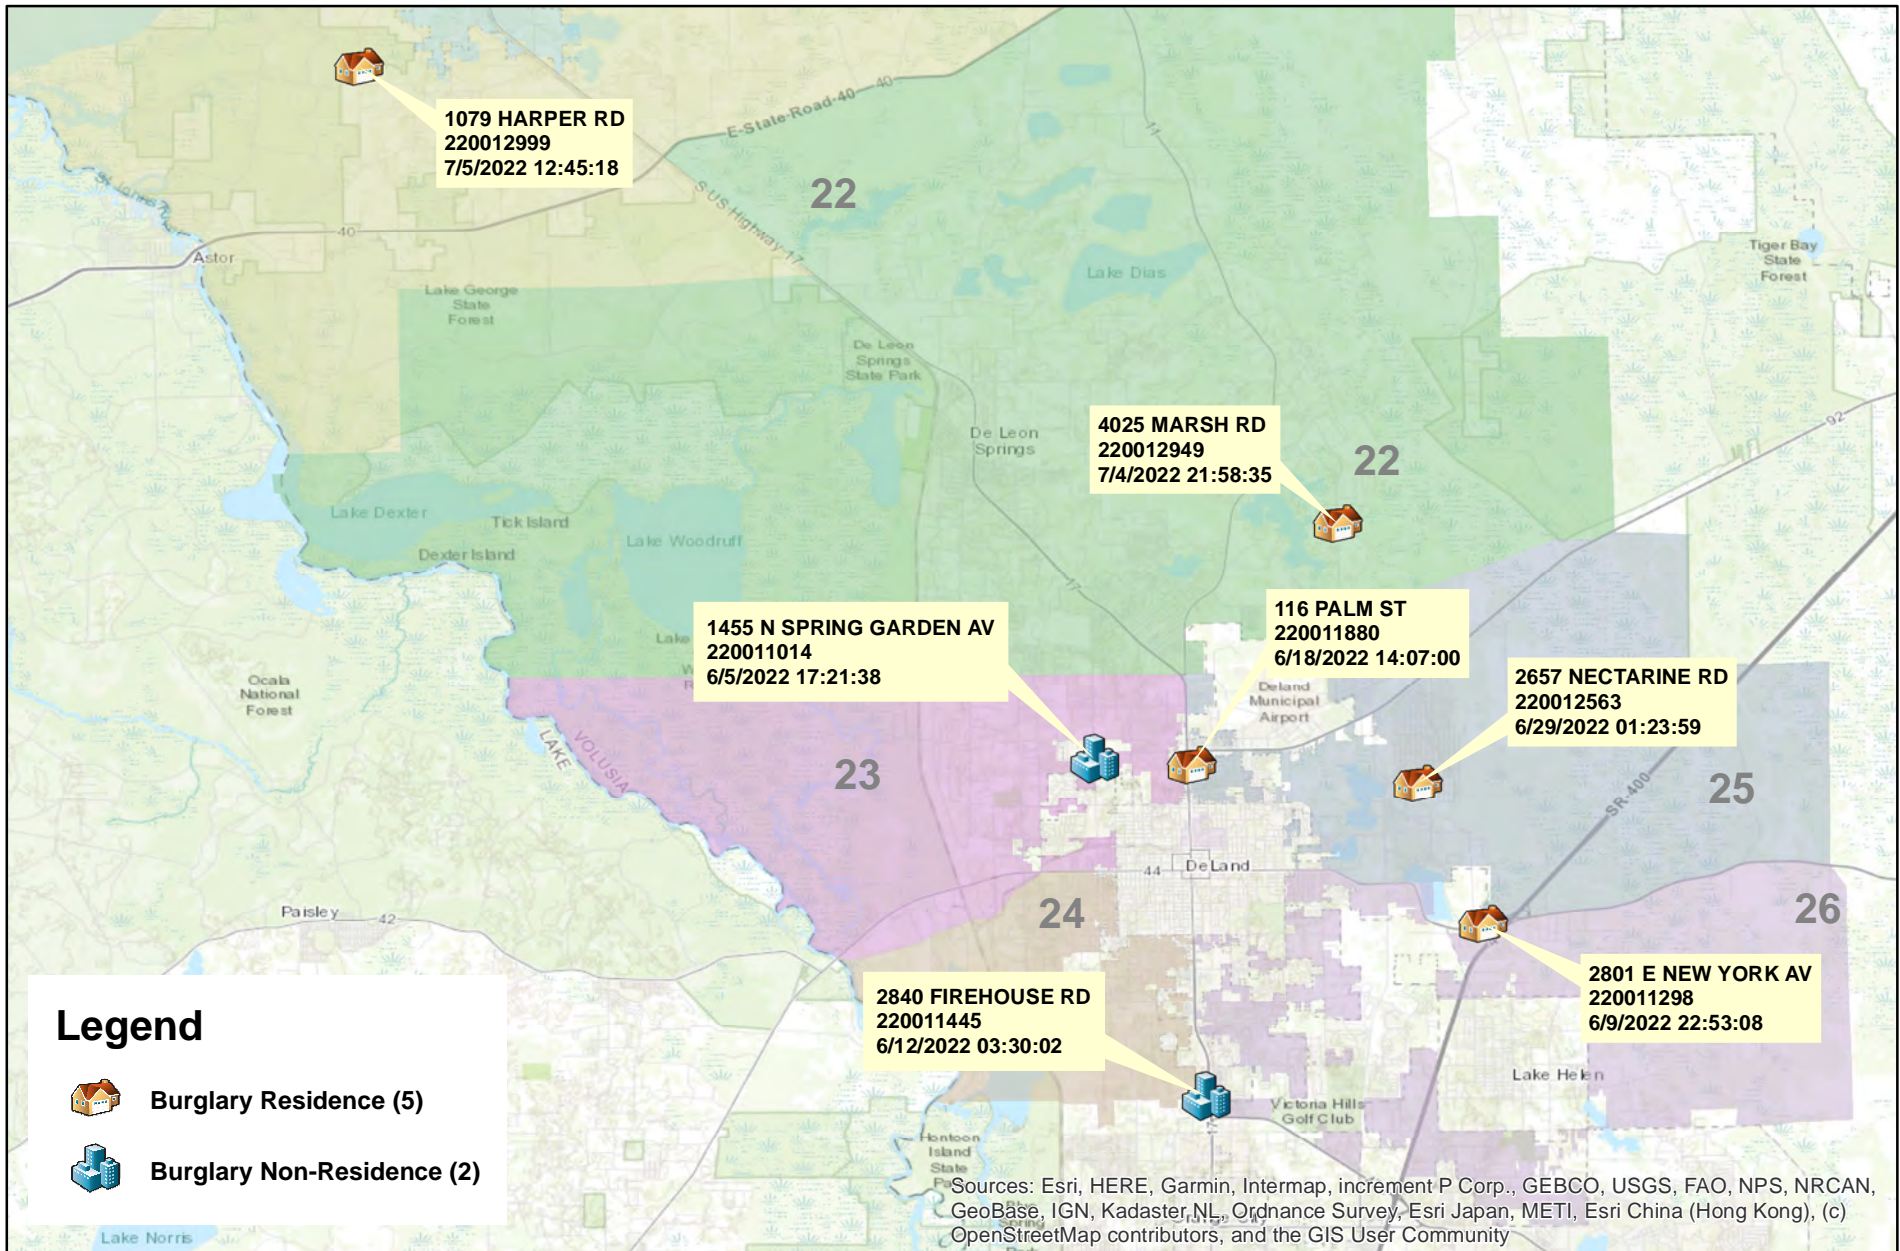 1079 HARPER RD
220012999
7/5/2022 12:45:18
E-State-Road-40
40
11
22
S US Highway-17
St Johns R
40
Astor
Lake George
State
Forest
Lake Dias
Tiger Bay
State
Forest
De Leon
Springs
State Park
De Leon
Springs
4025 MARSH RD
220012949
7/4/2022 21:58:35
22
92
Lake Dexter
Tick Island
Dexter Island
Lake Woodruff
17
1455 N SPRING GARDEN AV
220011014
6/5/2022 17:21:38
Lake
116 PALM ST
220011880
6/18/2022 14:07:00
Ocala
National
Forest
Deland
Municipal
Airport
2657 NECTARINE RD
220012563
6/29/2022 01:23:59
LAKE
VOLUSIA
23
25
SR-400
44
DeLand
Paisley
42
24
26
2840 FIREHOUSE RD
220011445
6/12/2022 03:30:02
2801 E NEW YORK AV
220011298
6/9/2022 22:53:08
Lake Helen
Victoria Hills
Golf Club
17
Hontoon
Island
State
Legend
Burglary Residence (5)
Burglary Non-Residence (2)
Lake Norris
Sources: Esri, HERE, Garmin, Intermap, increment P Corp., GEBCO, USGS, FAO, NPS, NRCAN,
GeoBase, IGN, Kadaster NL, Ordnance Survey, Esri Japan, METI, Esri China (Hong Kong), (c)
OpenStreetMap contributors, and the GIS User Community